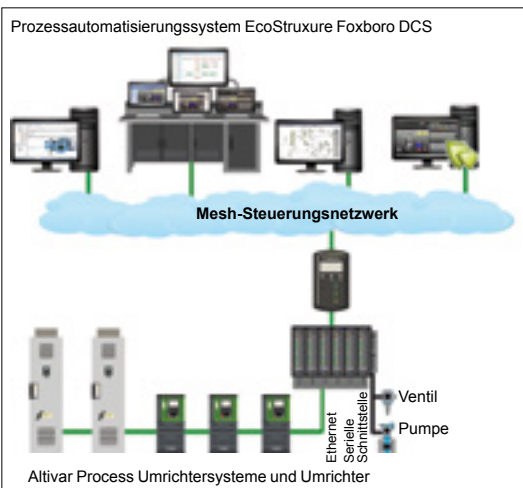 Prozessautomatisierungssystem EcoStruxure Foxboro DCS
Mesh-Steuerungsnetzwerk
Ethernet
Serielle
Schnittstelle
Ventil
Pumpe
Altivar Process Umrichtersysteme und Umrichter